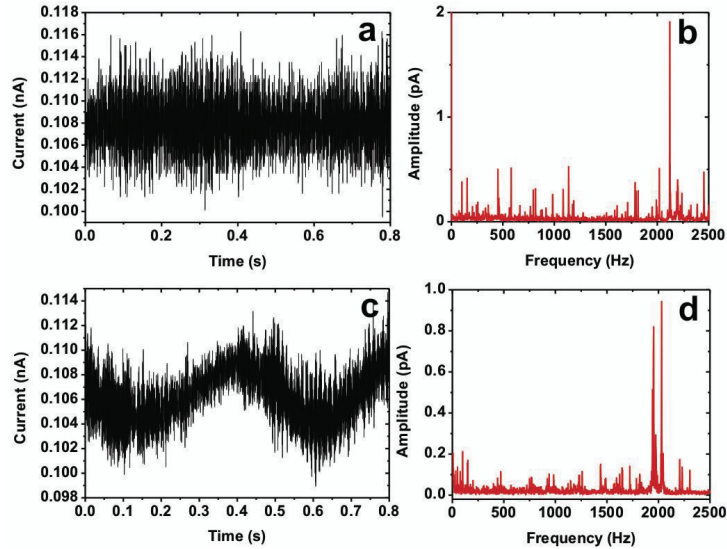 a
0.118
0.116
0.114
0.112
0.110
0.108
0.106
0.104
0.102
0.100
Current (nA)
0.0 0.2 0.4 0.6 0.8
Time (s)
b
2
1
0
Amplitude (pA)
0 500 1000 1500 2000 2500
Frequency (Hz)
c
0.114
0.112
0.110
0.108
0.106
0.104
0.102
0.100
0.098
Current (nA)
0.0 0.1 0.2 0.3 0.4 0.5 0.6 0.7 0.8
Time (s)
d
1.0
0.8
0.6
0.4
0.2
0.0
Amplitude (pA)
0 500 1000 1500 2000 2500
Frequency (Hz)